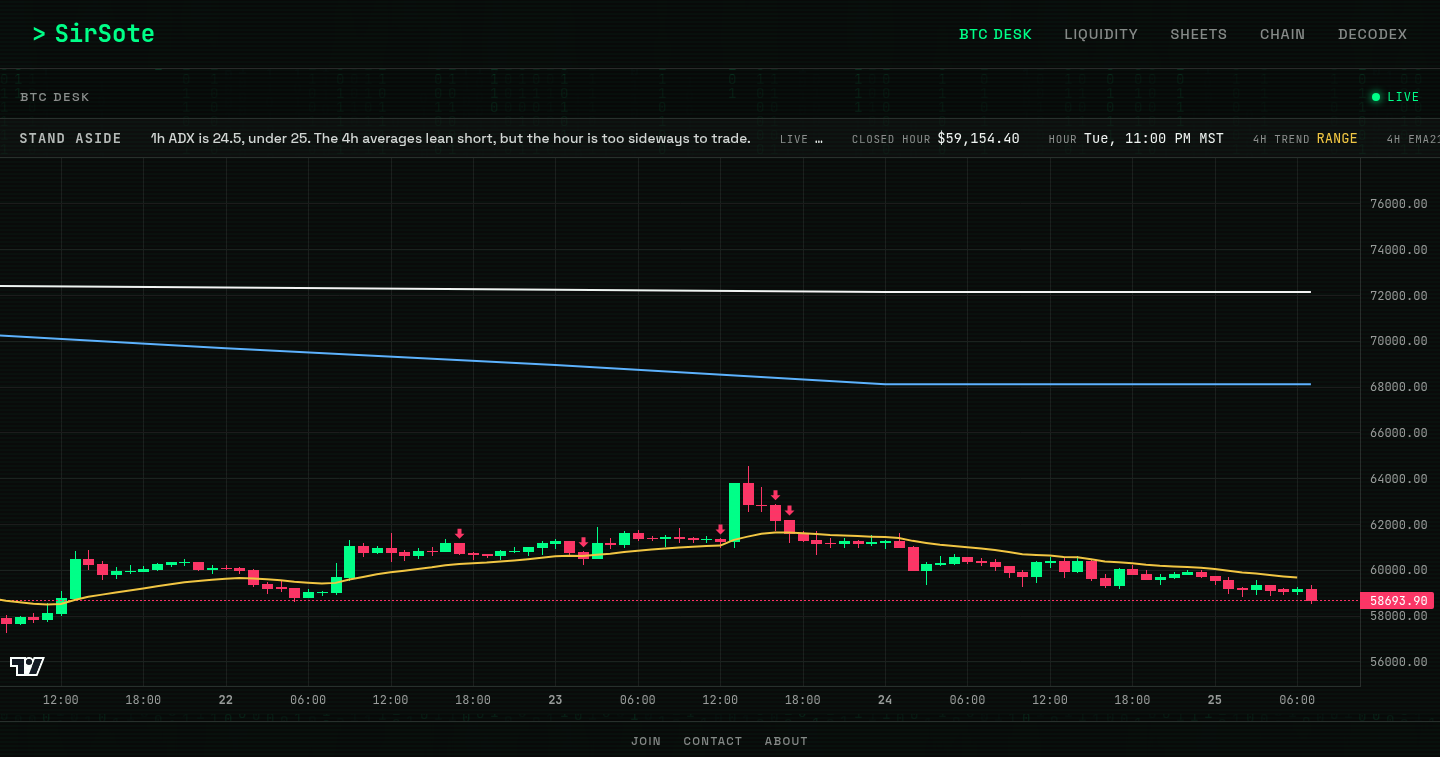 > SirSote
BTC DESK LIQUIDITY SHEETS CHAIN DECODEX
BTC DESK
LIVE
STAND ASIDE 1h ADX is 24.5, under 25. The 4h averages lean short, but the hour is too sideways to trade. LIVE … CLOSED HOUR $59,154.40 HOUR Tue, 11:00 PM MST 4H TREND RANGE 4H EMA21
76000.00
74000.00
72000.00
70000.00
68000.00
66000.00
64000.00
62000.00
60000.00
58693.90
58000.00
56000.00
12:00 18:00 22 06:00 12:00 18:00 23 06:00 12:00 18:00 24 06:00 12:00 18:00 25 06:00
JOIN CONTACT ABOUT